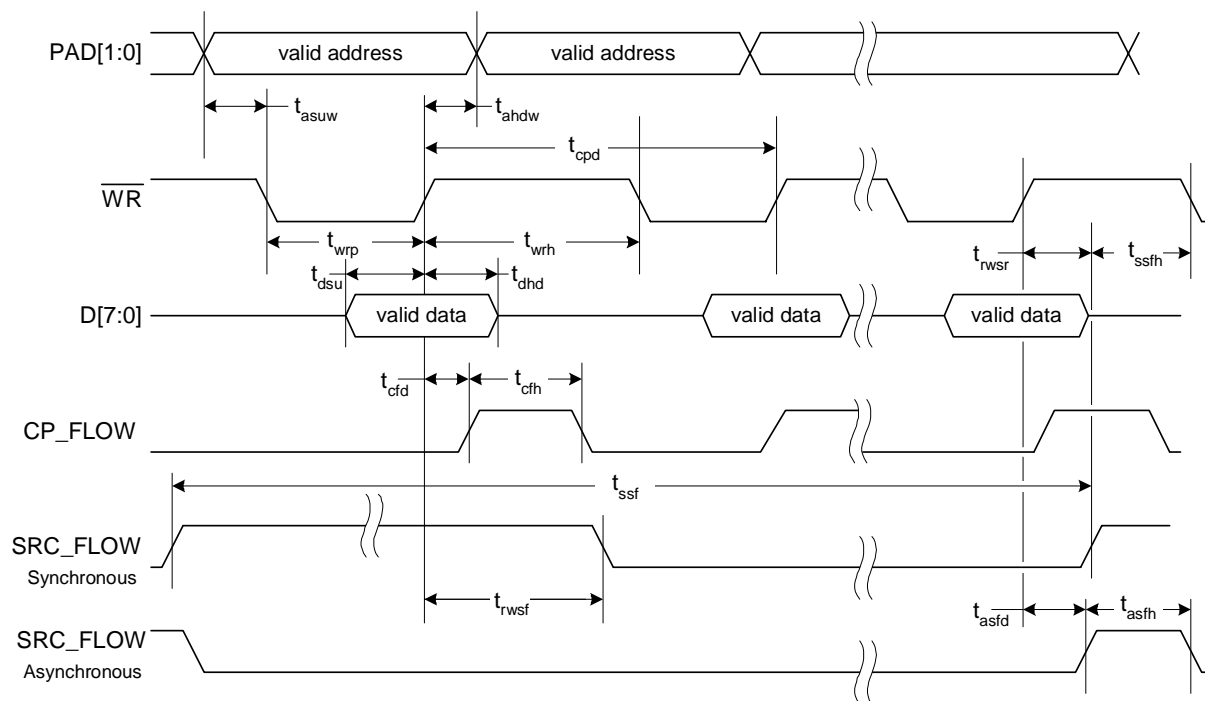 PAD[1:0] valid address valid address
tasuw tahdw
tcpd
WR
twrp twrh trwsr tssfh
tdsu tdhd
D[7:0] valid data valid data valid data
tcfd tcfh
CP_FLOW
tssf
SRC_FLOW
Synchronous
trwsf tasfd tasfh
SRC_FLOW
Asynchronous